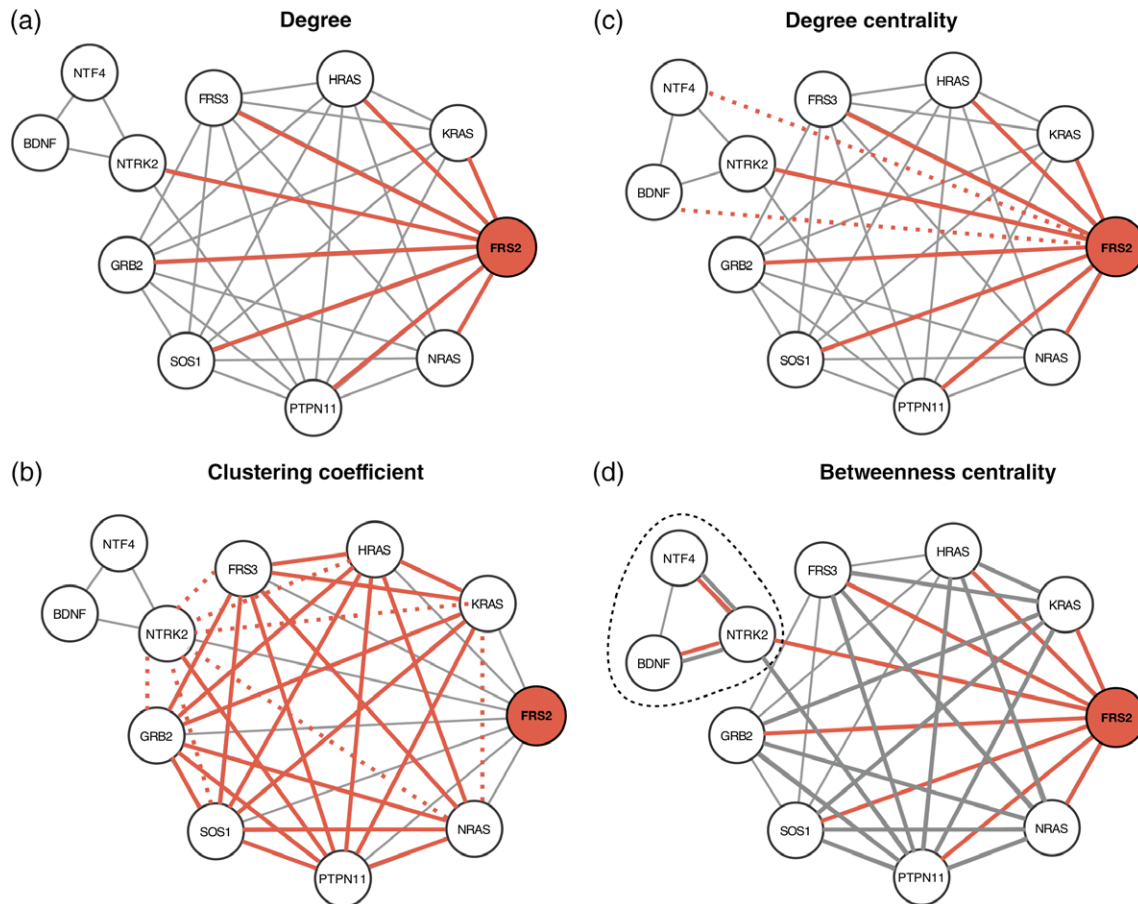 (a)
Degree
NTF4
HRAS
FRS3
KRAS
BDNF
NTRK2
FRS2
GRB2
SOS1
NRAS
PTPN11
(c)
Degree centrality
NTF4
HRAS
FRS3
KRAS
NTRK2
BDNF
FRS2
GRB2
SOS1
NRAS
PTPN11
(b)
Clustering coefficient
NTF4
HRAS
FRS3
KRAS
BDNF
NTRK2
FRS2
GRB2
SOS1
NRAS
PTPN11
(d)
Betweenness centrality
NTF4
HRAS
FRS3
KRAS
NTRK2
BDNF
FRS2
GRB2
SOS1
NRAS
PTPN11